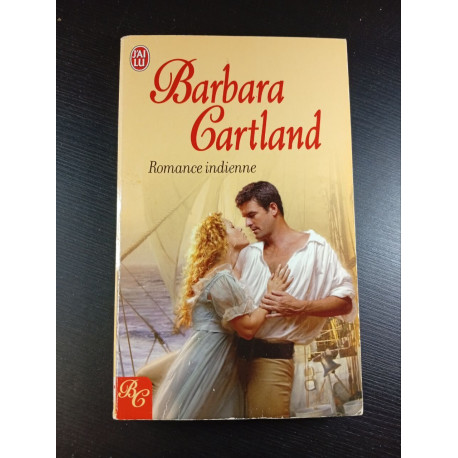 J'AI
LU
Barbara
Cartland
Romance indienne
BC